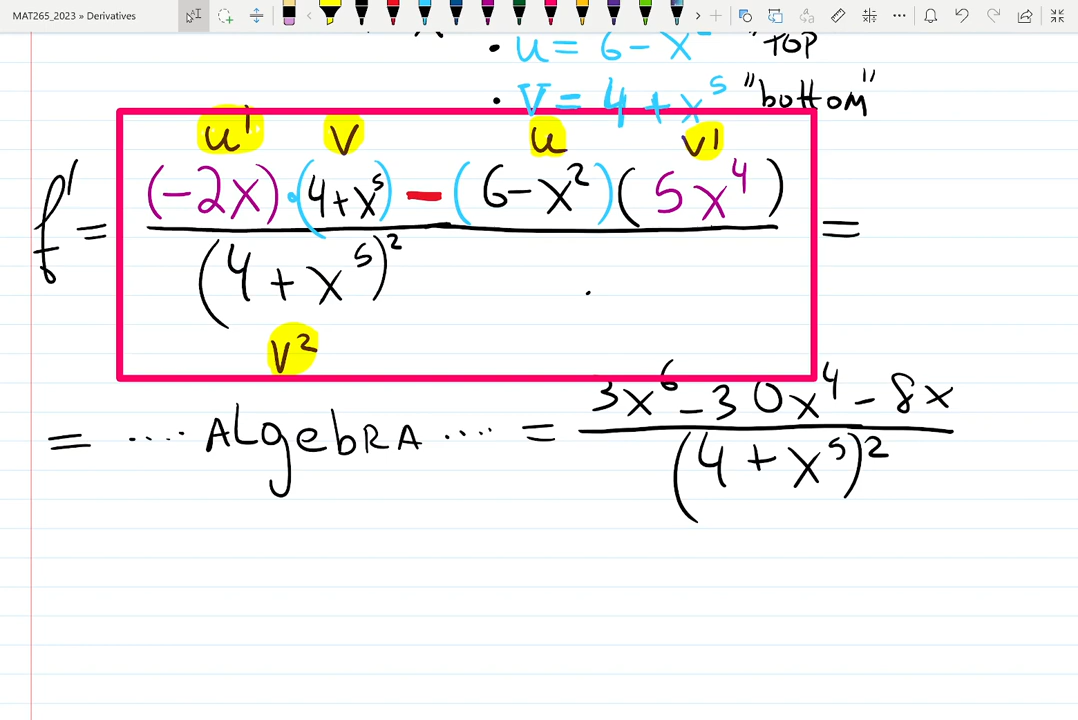 MAT265_2023 » Derivatives
• u = 6 - x² "TOP
• V = 4 + x⁵ "bottom"
u' V u v'
f' = (-2x) · (4+x⁵) - (6-x²)(5x⁴) =
(4 + x⁵)²
V²
3x⁶ - 30x⁴ - 8x
= .... ALgebRA .... =
(4 + x⁵)²